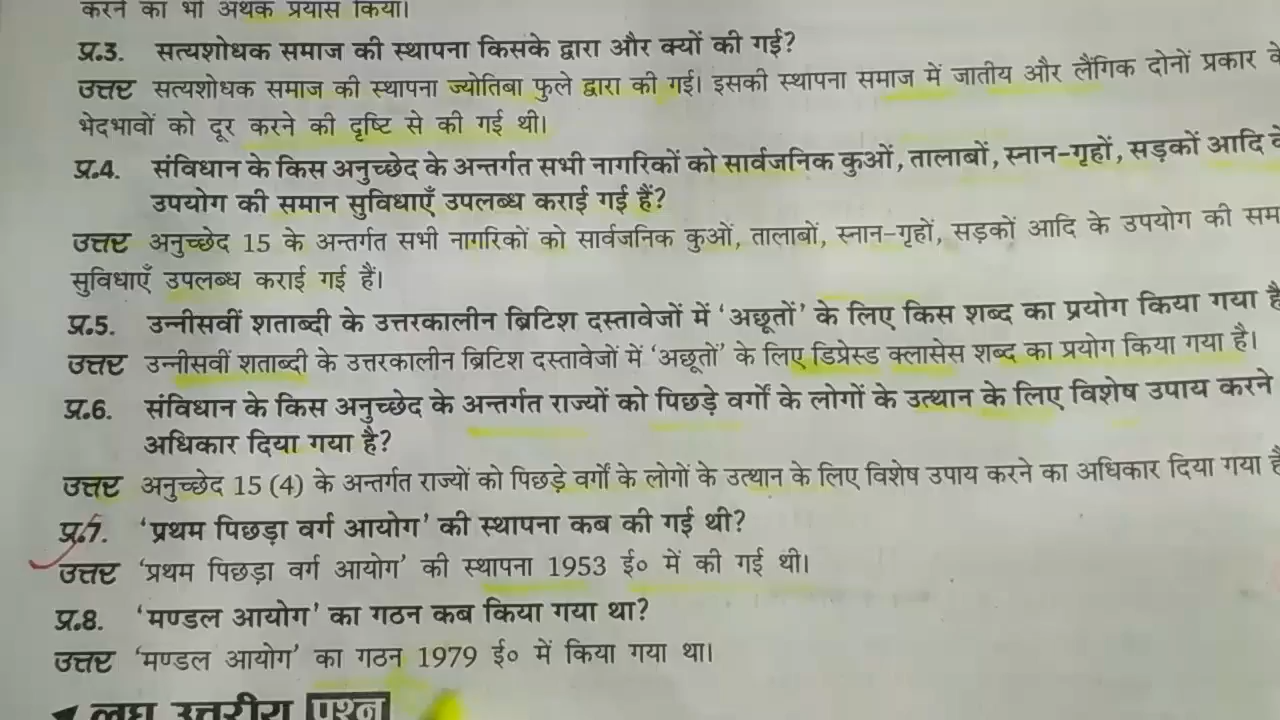 करने का भी अथक प्रयास किया।
प्र.3. सत्यशोधक समाज की स्थापना किसके द्वारा और क्यों की गई?
उत्तर सत्यशोधक समाज की स्थापना ज्योतिबा फुले द्वारा की गई। इसकी स्थापना समाज में जातीय और लैंगिक दोनों प्रकार के
भेदभावों को दूर करने की दृष्टि से की गई थी।
प्र.4. संविधान के किस अनुच्छेद के अन्तर्गत सभी नागरिकों को सार्वजनिक कुओं, तालाबों, स्नान-गृहों, सड़कों आदि के
उपयोग की समान सुविधाएँ उपलब्ध कराई गई हैं?
उत्तर अनुच्छेद 15 के अन्तर्गत सभी नागरिकों को सार्वजनिक कुओं, तालाबों, स्नान-गृहों, सड़कों आदि के उपयोग की सम
सुविधाएँ उपलब्ध कराई गई हैं।
प्र.5. उन्नीसवीं शताब्दी के उत्तरकालीन ब्रिटिश दस्तावेजों में 'अछूतों' के लिए किस शब्द का प्रयोग किया गया है
उत्तर उन्नीसवीं शताब्दी के उत्तरकालीन ब्रिटिश दस्तावेजों में 'अछूतों' के लिए डिप्रेस्ड क्लासेस शब्द का प्रयोग किया गया है।
प्र.6. संविधान के किस अनुच्छेद के अन्तर्गत राज्यों को पिछड़े वर्गों के लोगों के उत्थान के लिए विशेष उपाय करने
अधिकार दिया गया है?
उत्तर अनुच्छेद 15 (4) के अन्तर्गत राज्यों को पिछड़े वर्गों के लोगों के उत्थान के लिए विशेष उपाय करने का अधिकार दिया गया है
प्र.7. 'प्रथम पिछड़ा वर्ग आयोग' की स्थापना कब की गई थी?
उत्तर 'प्रथम पिछड़ा वर्ग आयोग' की स्थापना 1953 ई० में की गई थी।
प्र.8. 'मण्डल आयोग' का गठन कब किया गया था?
उत्तर 'मण्डल आयोग' का गठन 1979 ई० में किया गया था।
लघु उत्तरीय प्रश्न